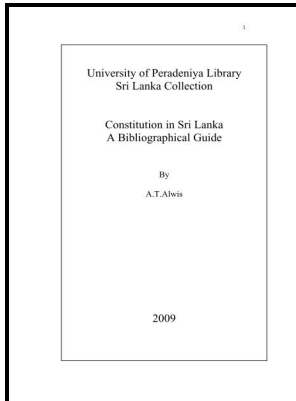 1
University of Peradeniya Library
Sri Lanka Collection
Constitution in Sri Lanka
A Bibliographical Guide
By
A.T.Alwis
2009